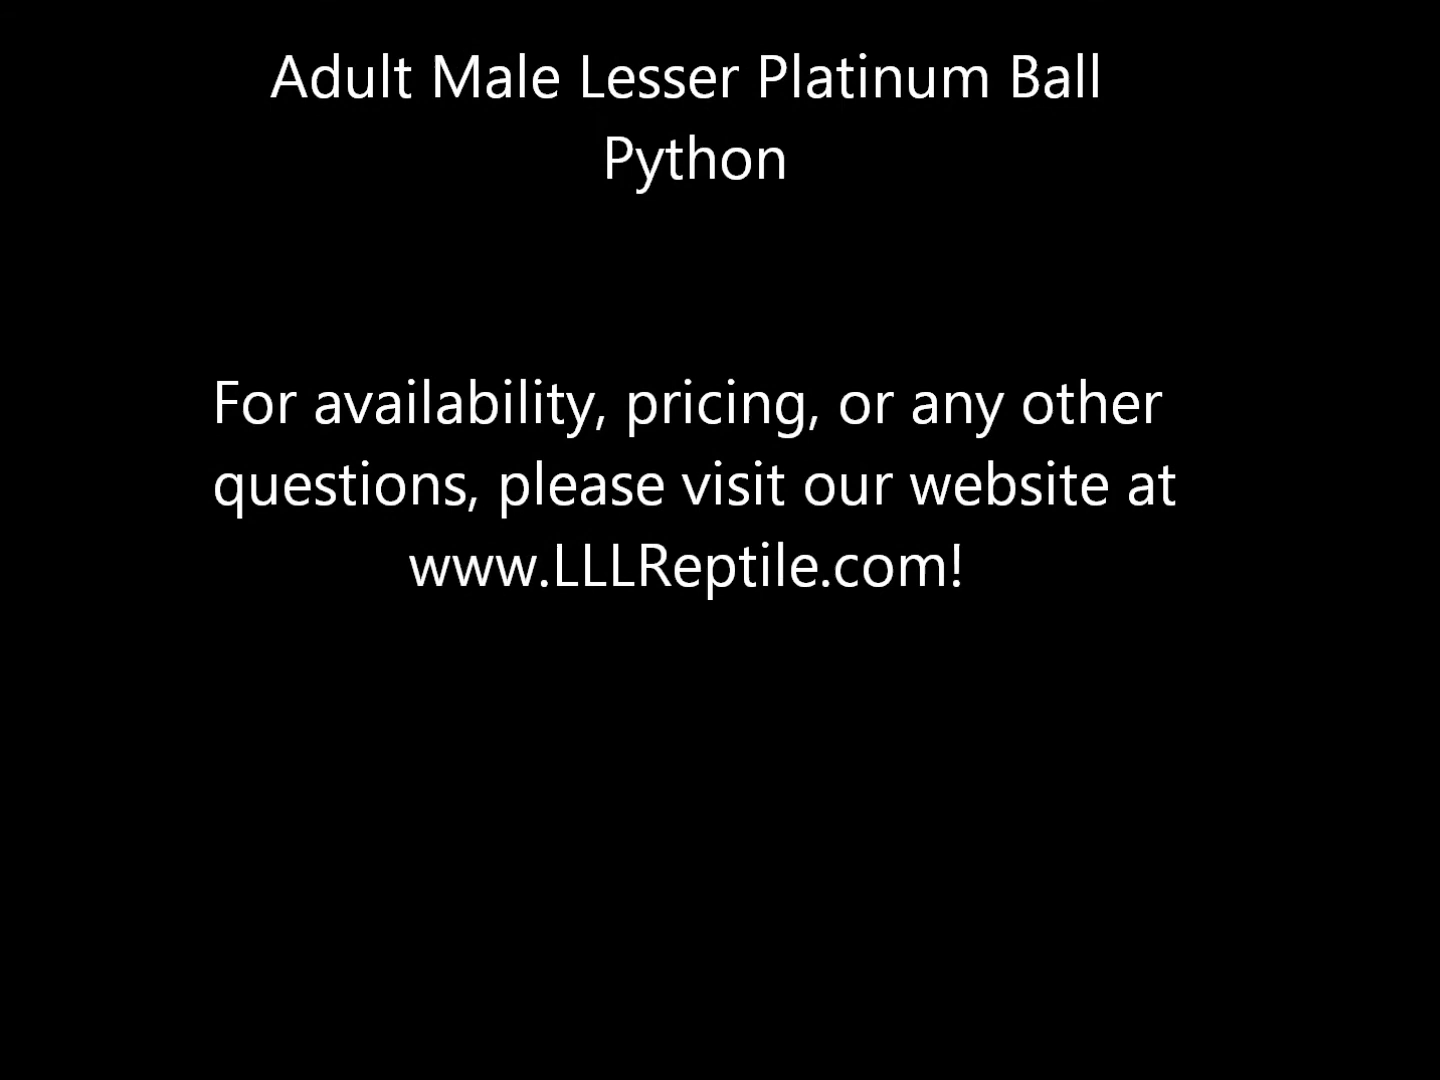 Adult Male Lesser Platinum Ball
Python
For availability, pricing, or any other
questions, please visit our website at
www.LLLReptile.com!